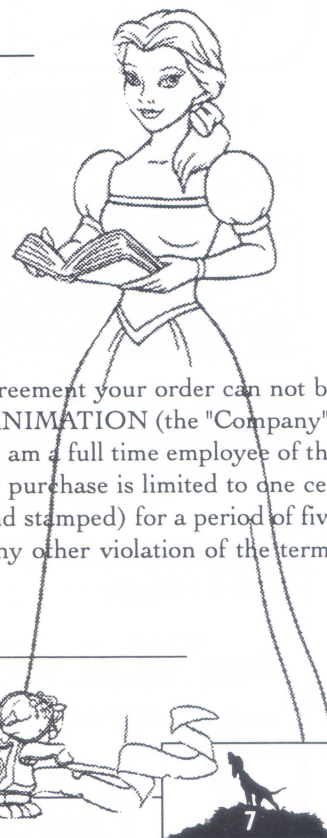 reement your order can not b
NIMATION (the "Company"
am a full time employee of th
purchase is limited to one ce
nd stamped) for a period of fiv
ny other violation of the term
7